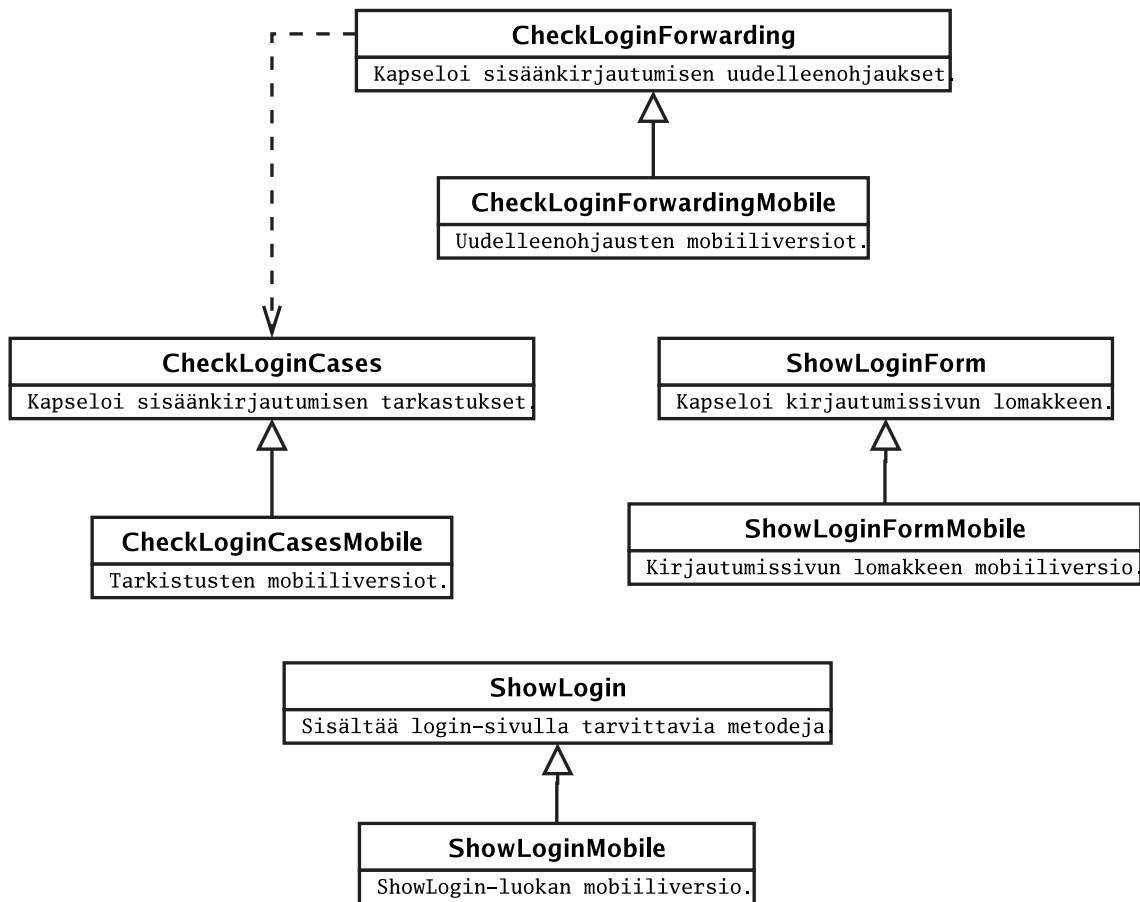 CheckLoginForwarding
Kapseloi sisäänkirjautumisen uudelleenohjaukset.
CheckLoginForwardingMobile
Uudelleenohjausten mobiiliversiot.
CheckLoginCases
Kapseloi sisäänkirjautumisen tarkastukset.
ShowLoginForm
Kapseloi kirjautumissivun lomakkeen.
CheckLoginCasesMobile
Tarkistusten mobiiliversiot.
ShowLoginFormMobile
Kirjautumissivun lomakkeen mobiiliversio.
ShowLogin
Sisältää login-sivulla tarvittavia metodeja.
ShowLoginMobile
ShowLogin-luokan mobiiliversio.